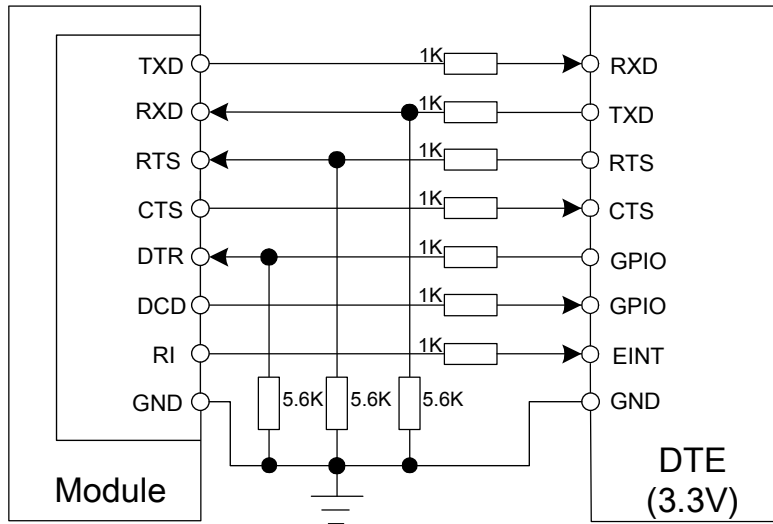 TXD 1K RXD
RXD 1K TXD
RTS 1K RTS
CTS 1K CTS
DTR 1K GPIO
DCD 1K GPIO
RI 1K EINT
GND 5.6K 5.6K 5.6K GND
Module
DTE
(3.3V)